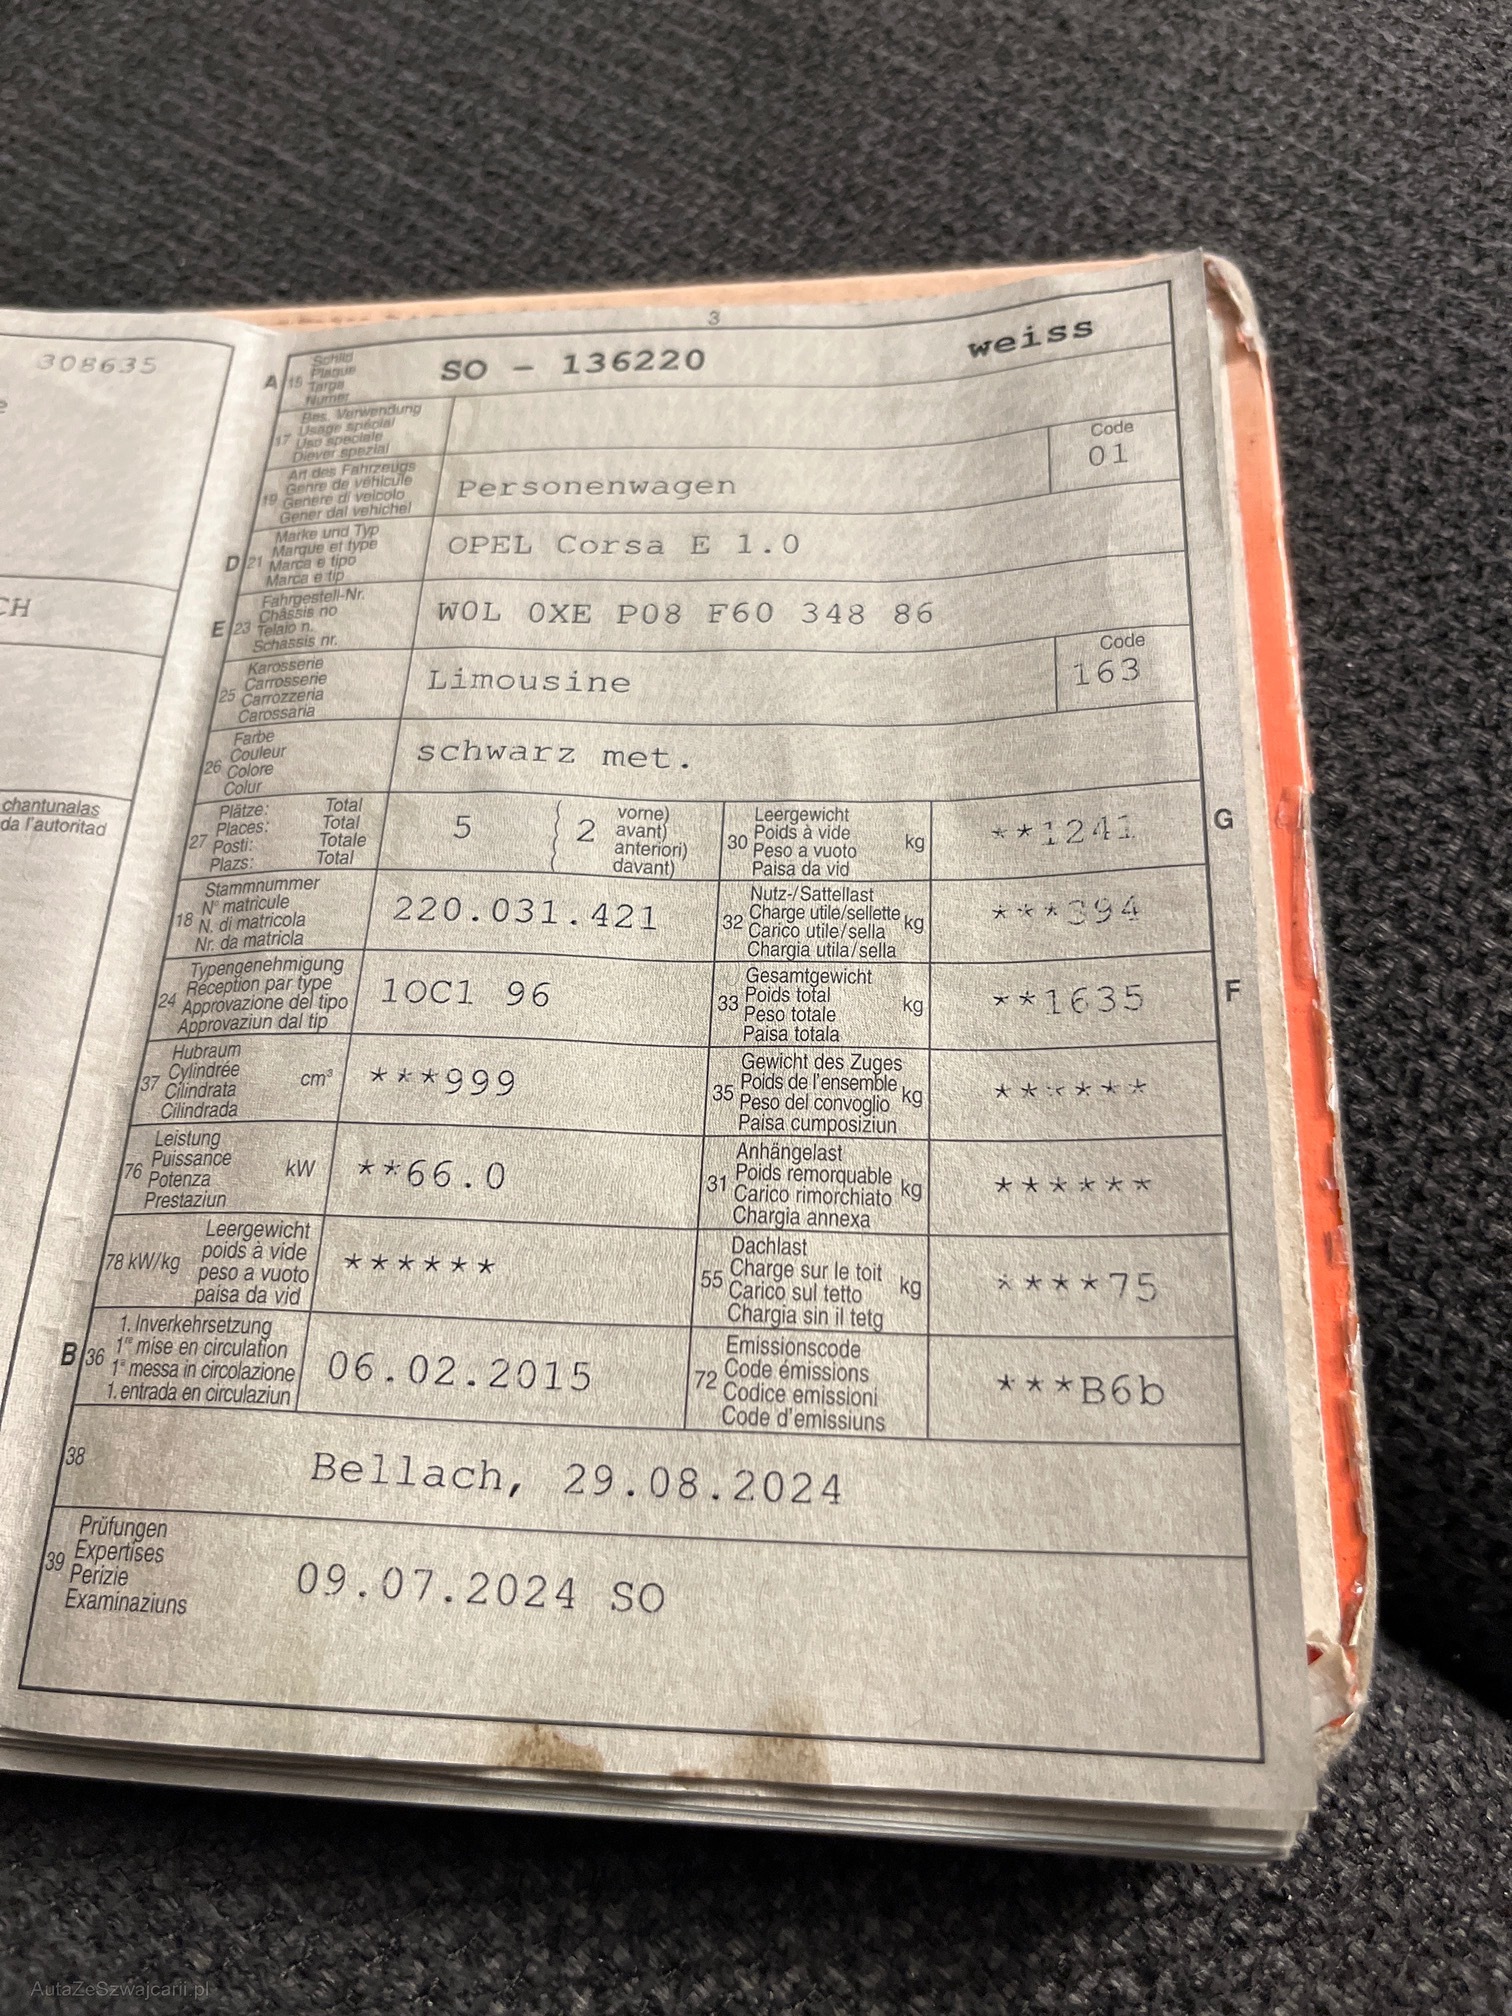 308635
CH
chantunalas
da l'autoritad
3
A 15 Schild
Plaque
Targa
Numer
SO - 136220 weiss
17 Bes. Verwendung
Usage spécial
Uso speciale
Diever spezial
19 Art des Fahrzeugs
Genre de véhicule
Genere di veicolo
Gener dal vehichel
Personenwagen
Code
01
D 21 Marke und Typ
Marque et type
Marca e tipo
Marca e tip
OPEL Corsa E 1.0
E 23 Fahrgestell-Nr.
Châssis no
Telaio n.
Schassis nr.
W0L 0XE P08 F60 348 86
25 Karosserie
Carrosserie
Carrozzeria
Carossaria
Limousine
Code
163
26 Farbe
Couleur
Colore
Colur
schwarz met.
27 Plätze: Total
Places: Total
Posti: Totale
Plazs: Total
5 ( 2 vorne)
avant)
anteriori)
davant)
30 Leergewicht
Poids à vide
Peso a vuoto
Paisa da vid
kg
**1241
G
18 Stammnummer
N° matricule
N. di matricola
Nr. da matricla
220.031.421
32 Nutz-/Sattellast
Charge utile/sellette
Carico utile/sella
Chargia utila/sella
kg
***394
24 Typengenehmigung
Réception par type
Approvazione del tipo
Approvaziun dal tip
1OC1 96
33 Gesamtgewicht
Poids total
Peso totale
Paisa totala
kg
**1635
F
37 Hubraum
Cylindrée
Cilindrata
Cilindrada
cm³
***999
35 Gewicht des Zuges
Poids de l'ensemble
Peso del convoglio
Paisa cumposiziun
kg
******
76 Leistung
Puissance
Potenza
Prestaziun
kW
**66.0
31 Anhängelast
Poids remorquable
Carico rimorchiato
Chargia annexa
kg
******
78 kW/kg
Leergewicht
poids à vide
peso a vuoto
paisa da vid
******
55 Dachlast
Charge sur le toit
Carico sul tetto
Chargia sin il tetg
kg
****75
B 36 1. Inverkehrsetzung
1re mise en circulation
1a messa in circolazione
1. entrada en circulaziun
06.02.2015
72 Emissionscode
Code émissions
Codice emissioni
Code d'emissiuns
***B6b
38
Bellach, 29.08.2024
39 Prüfungen
Expertises
Perizie
Examinaziuns
09.07.2024 SO
AutaZeSzwajcarii.pl